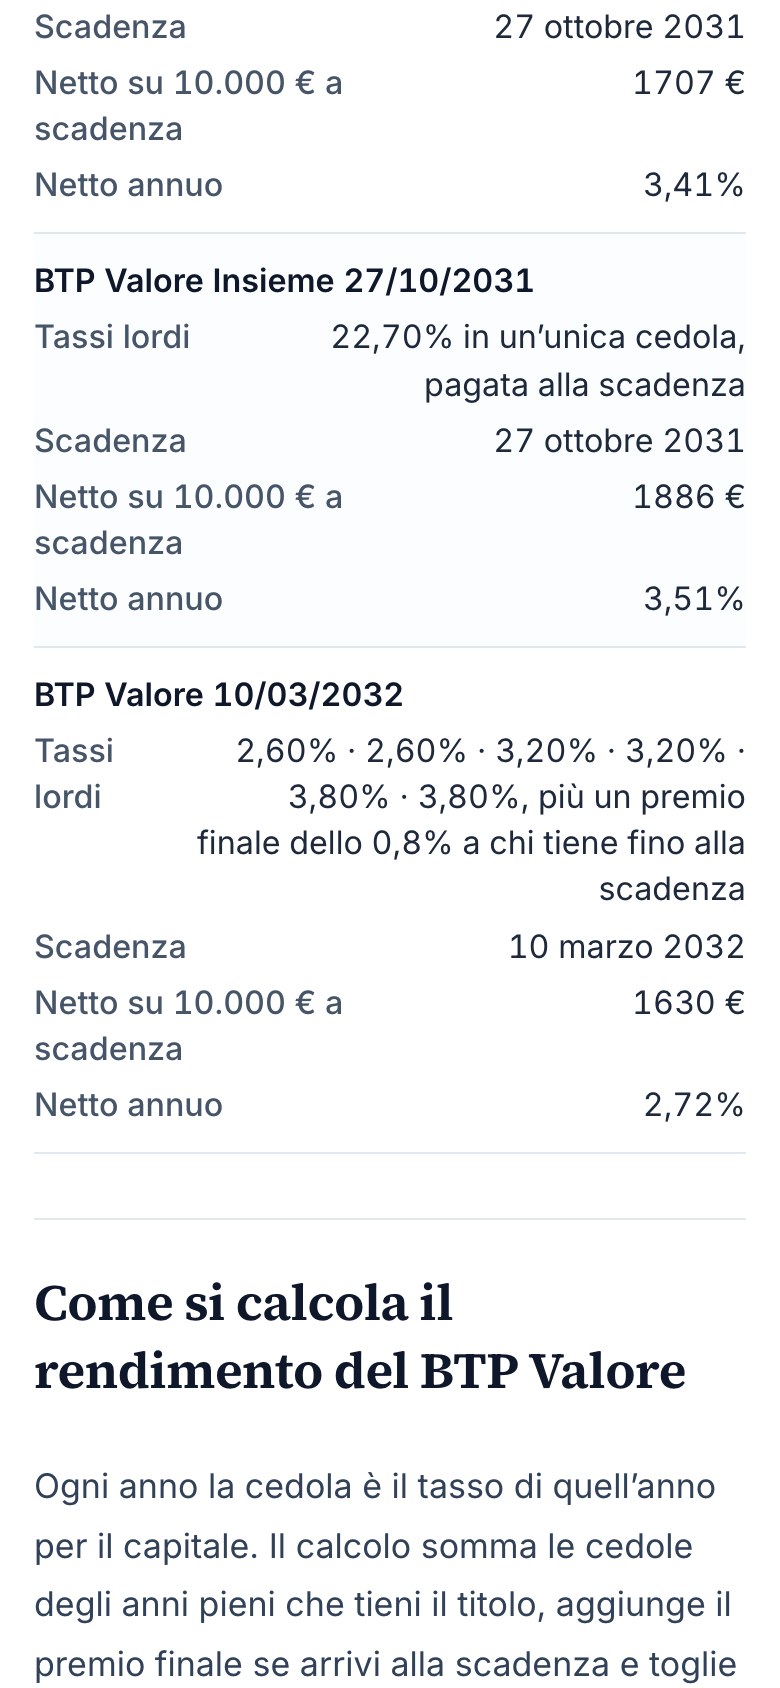 Scadenza 27 ottobre 2031
Netto su 10.000 € a 1707 €
scadenza
Netto annuo 3,41%
BTP Valore Insieme 27/10/2031
Tassi lordi 22,70% in un’unica cedola,
pagata alla scadenza
Scadenza 27 ottobre 2031
Netto su 10.000 € a 1886 €
scadenza
Netto annuo 3,51%
BTP Valore 10/03/2032
Tassi 2,60% · 2,60% · 3,20% · 3,20% ·
lordi 3,80% · 3,80%, più un premio
finale dello 0,8% a chi tiene fino alla
scadenza
Scadenza 10 marzo 2032
Netto su 10.000 € a 1630 €
scadenza
Netto annuo 2,72%
Come si calcola il
rendimento del BTP Valore
Ogni anno la cedola è il tasso di quell’anno
per il capitale. Il calcolo somma le cedole
degli anni pieni che tieni il titolo, aggiunge il
premio finale se arrivi alla scadenza e toglie